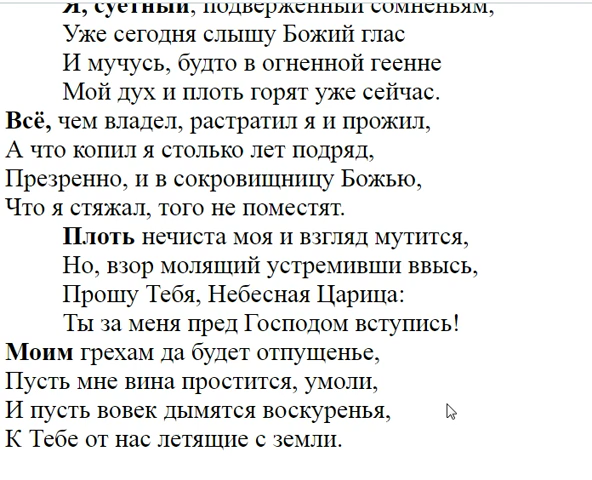 Я, суетный, подверженный сомненьям,
Уже сегодня слышу Божий глас
И мучусь, будто в огненной геенне
Мой дух и плоть горят уже сейчас.
Всё, чем владел, растратил я и прожил,
А что копил я столько лет подряд,
Презренно, и в сокровищницу Божью,
Что я стяжал, того не поместят.
Плоть нечиста моя и взгляд мутится,
Но, взор молящий устремивши ввысь,
Прошу Тебя, Небесная Царица:
Ты за меня пред Господом вступись!
Моим грехам да будет отпущенье,
Пусть мне вина простится, умоли,
И пусть вовек дымятся воскуренья,
К Тебе от нас летящие с земли.